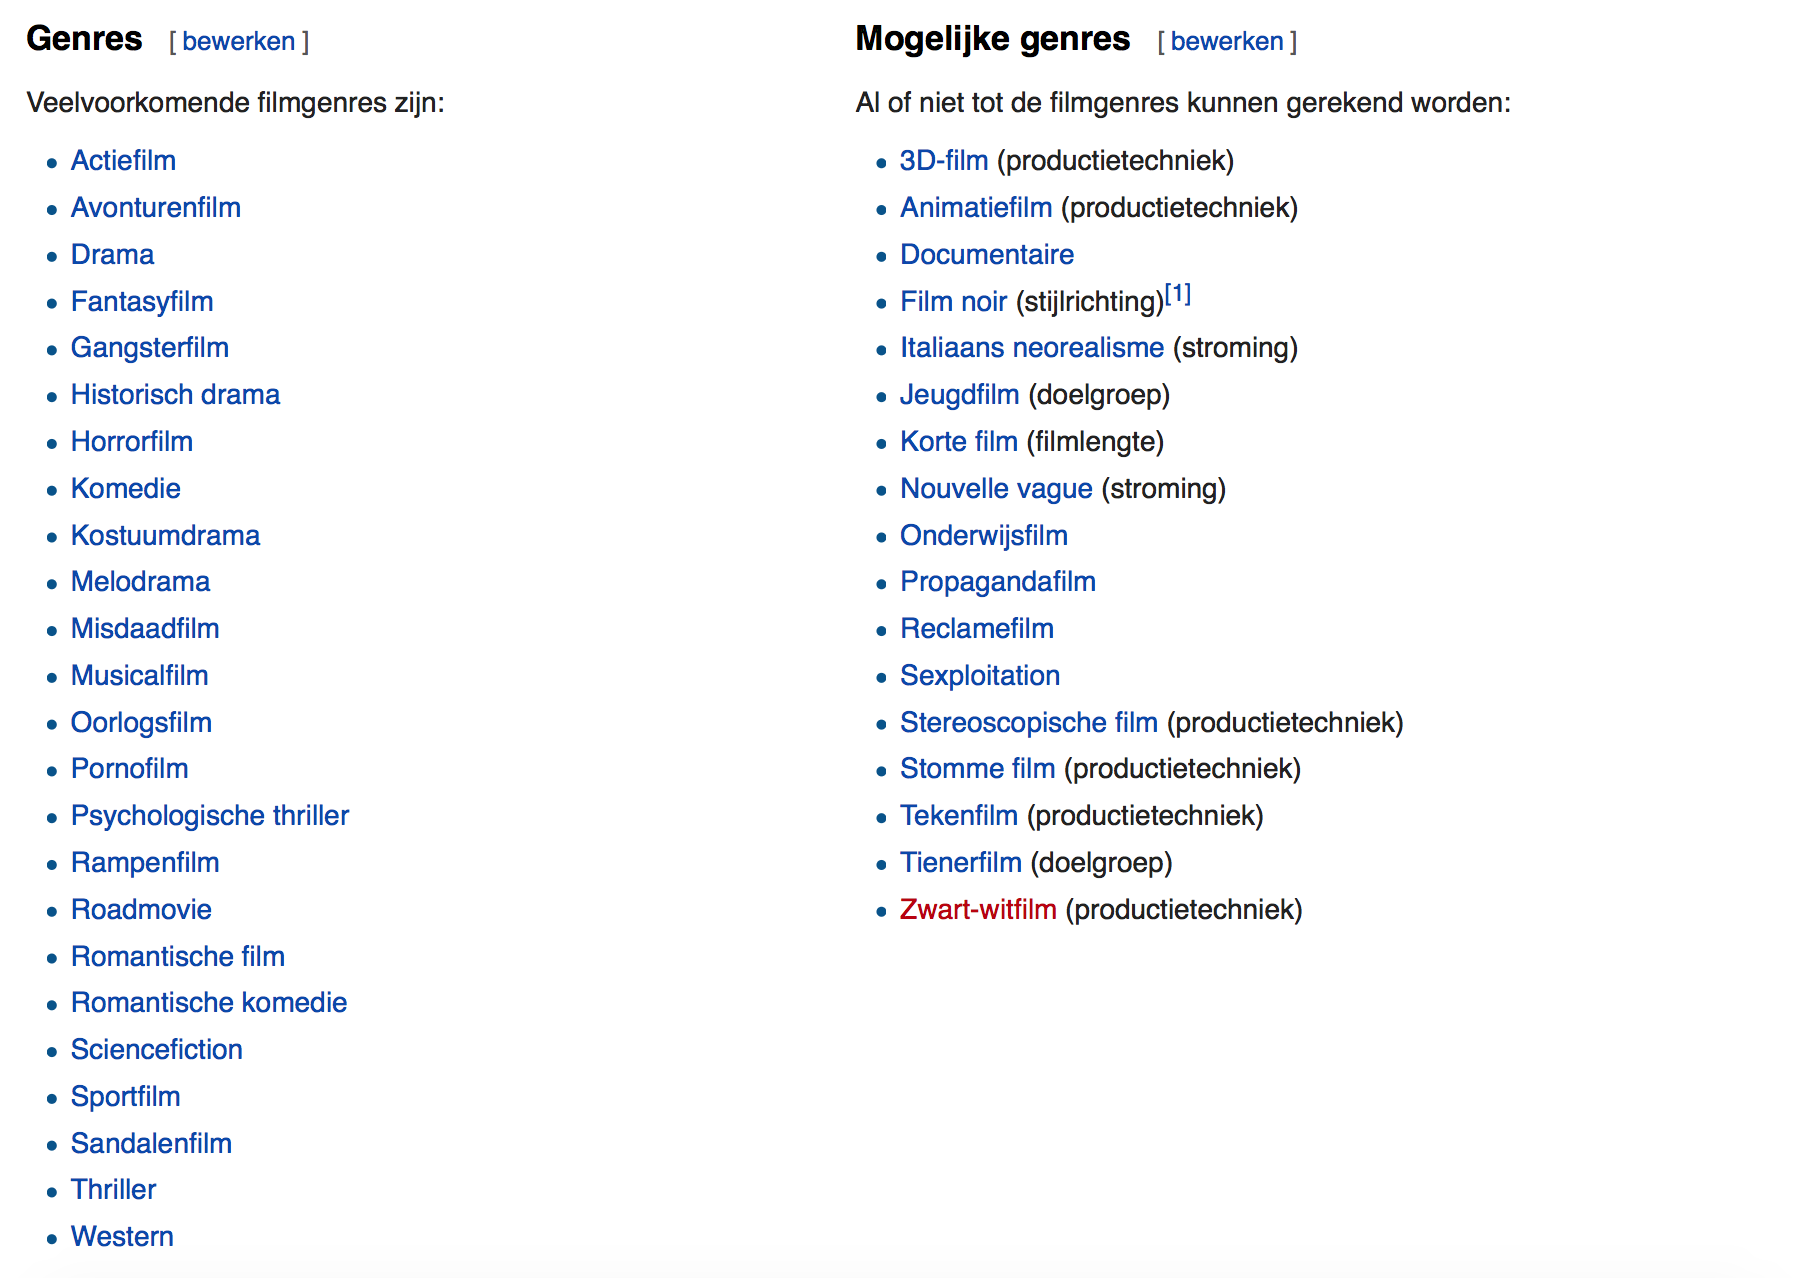 Genres [ bewerken ]
Veelvoorkomende filmgenres zijn:
Actiefilm
Avonturenfilm
Drama
Fantasyfilm
Gangsterfilm
Historisch drama
Horrorfilm
Komedie
Kostuumdrama
Melodrama
Misdaadfilm
Musicalfilm
Oorlogsfilm
Pornofilm
Psychologische thriller
Rampenfilm
Roadmovie
Romantische film
Romantische komedie
Sciencefiction
Sportfilm
Sandalenfilm
Thriller
Western
Mogelijke genres [ bewerken ]
Al of niet tot de filmgenres kunnen gerekend worden:
3D-film (productietechniek)
Animatiefilm (productietechniek)
Documentaire
Film noir (stijlrichting)[1]
Italiaans neorealisme (stroming)
Jeugdfilm (doelgroep)
Korte film (filmlengte)
Nouvelle vague (stroming)
Onderwijsfilm
Propagandafilm
Reclamefilm
Sexploitation
Stereoscopische film (productietechniek)
Stomme film (productietechniek)
Tekenfilm (productietechniek)
Tienerfilm (doelgroep)
Zwart-witfilm (productietechniek)